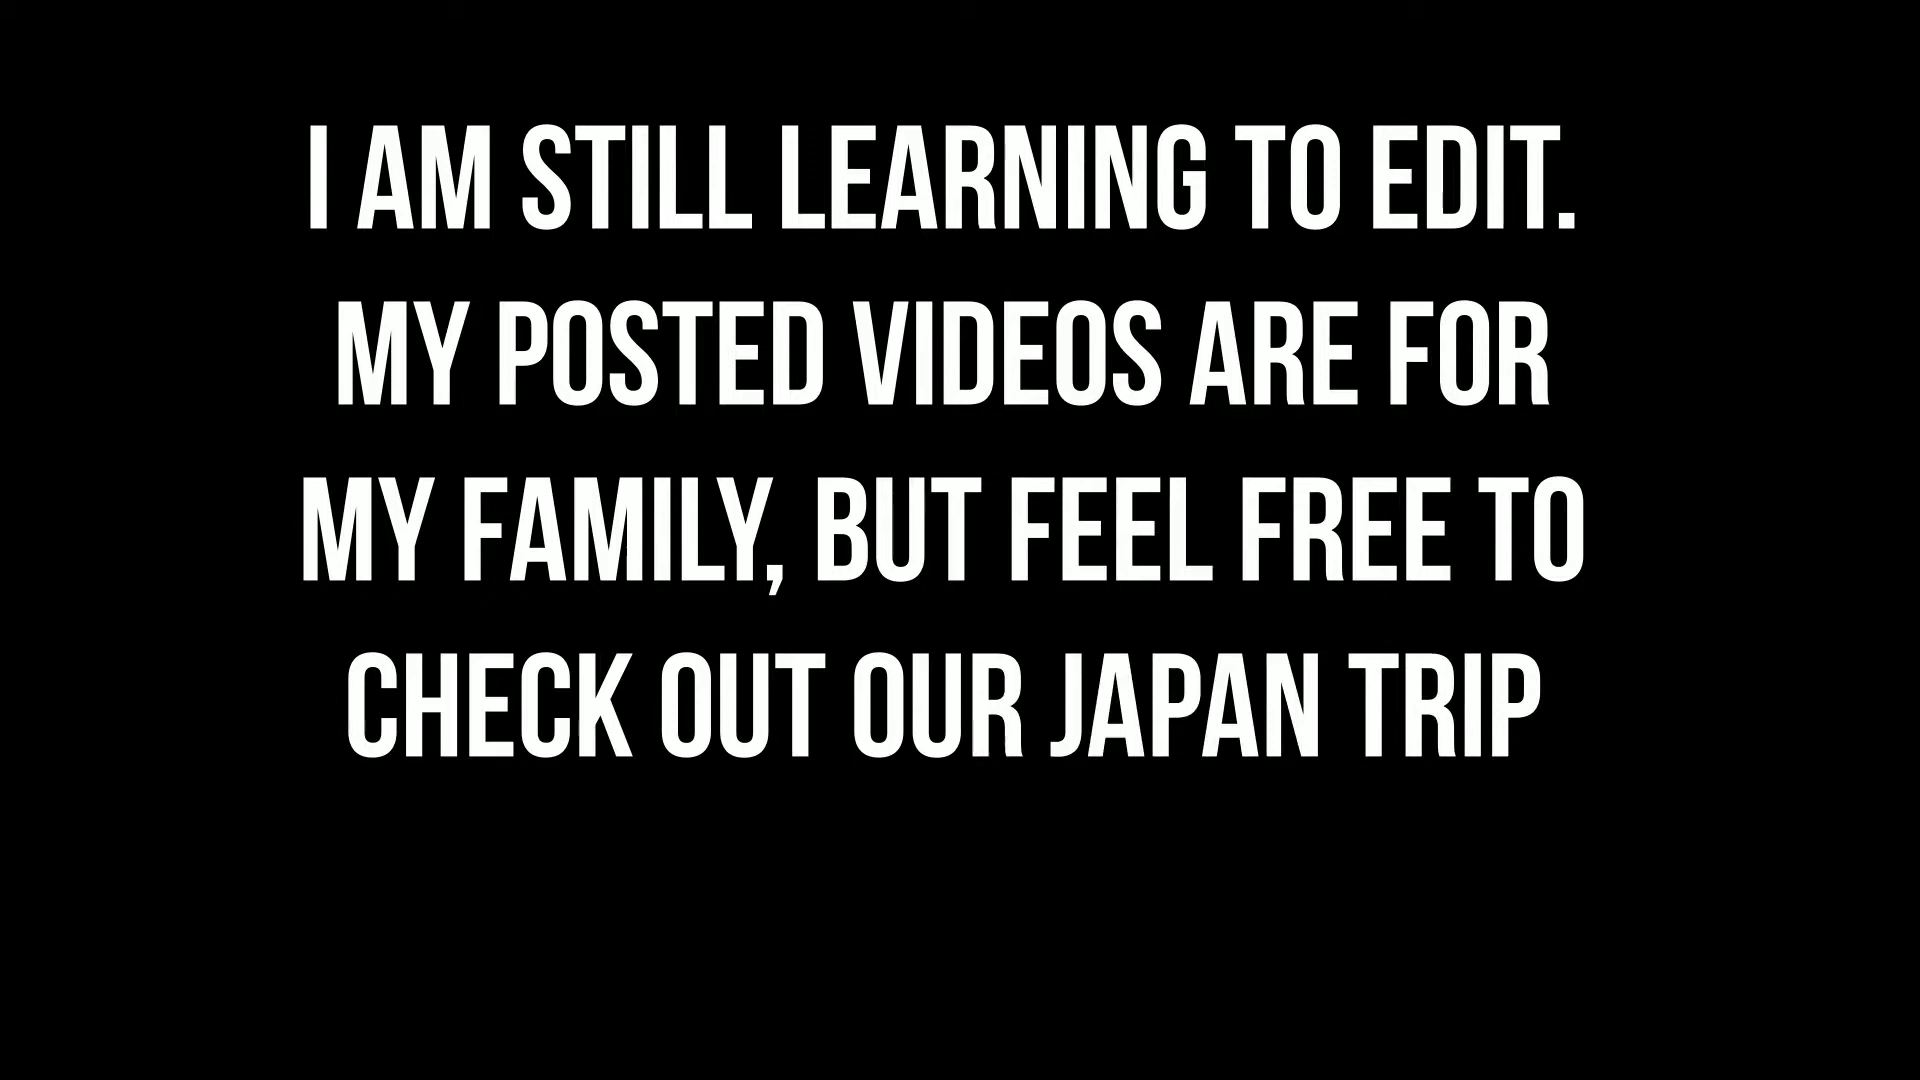 I AM STILL LEARNING TO EDIT.
MY POSTED VIDEOS ARE FOR
MY FAMILY, BUT FEEL FREE TO
CHECK OUT OUR JAPAN TRIP